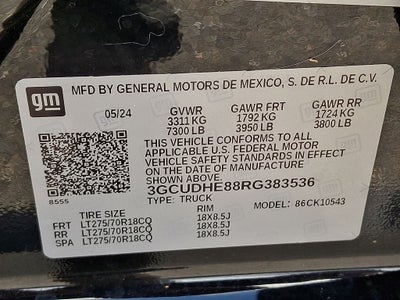 gm
MFD BY GENERAL MOTORS DE MEXICO, S. DE R.L. DE C.V.
05/24 GVWR GAWR FRT GAWR RR
3311 KG 1792 KG 1724 KG
7300 LB 3950 LB 3800 LB
THIS VEHICLE CONFORMS TO ALL
APPLICABLE U.S. FEDERAL MOTOR
VEHICLE SAFETY STANDARDS IN EFFECT
ON THE DATE OF MANUFACTURE
SHOWN ABOVE.
3GCUDHE88RG383536
8555 TYPE: TRUCK MODEL: 86CK10543
TIRE SIZE RIM
FRT LT275/70R18CQ 18X8.5J
RR LT275/70R18CQ 18X8.5J
SPA LT275/70R18CQ 18X8.5J